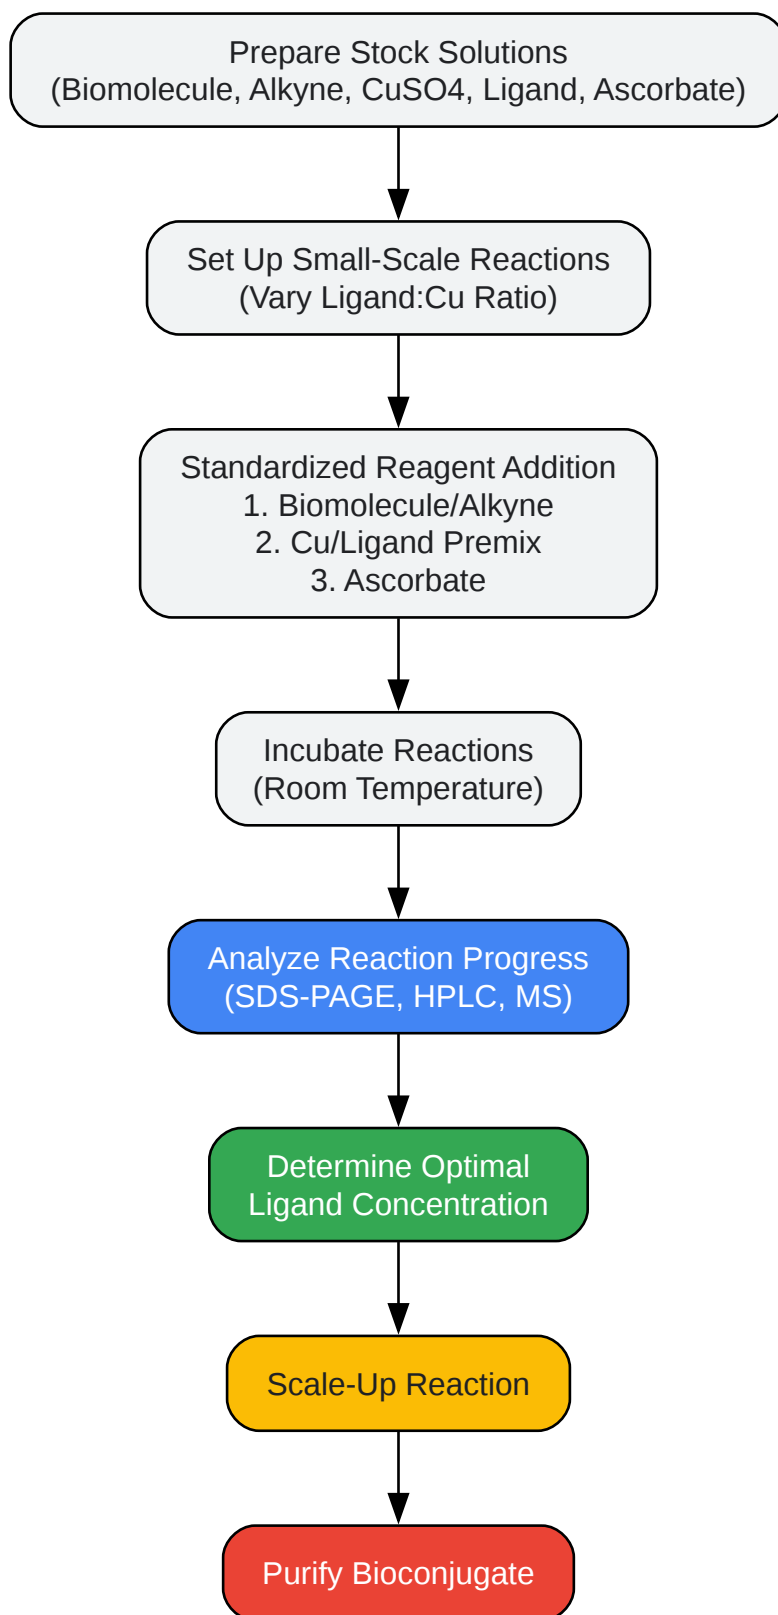 Prepare Stock Solutions
(Biomolecule, Alkyne, CuSO4, Ligand, Ascorbate)
Set Up Small-Scale Reactions
(Vary Ligand:Cu Ratio)
Standardized Reagent Addition
1. Biomolecule/Alkyne
2. Cu/Ligand Premix
3. Ascorbate
Incubate Reactions
(Room Temperature)
Analyze Reaction Progress
(SDS-PAGE, HPLC, MS)
Determine Optimal
Ligand Concentration
Scale-Up Reaction
Purify Bioconjugate